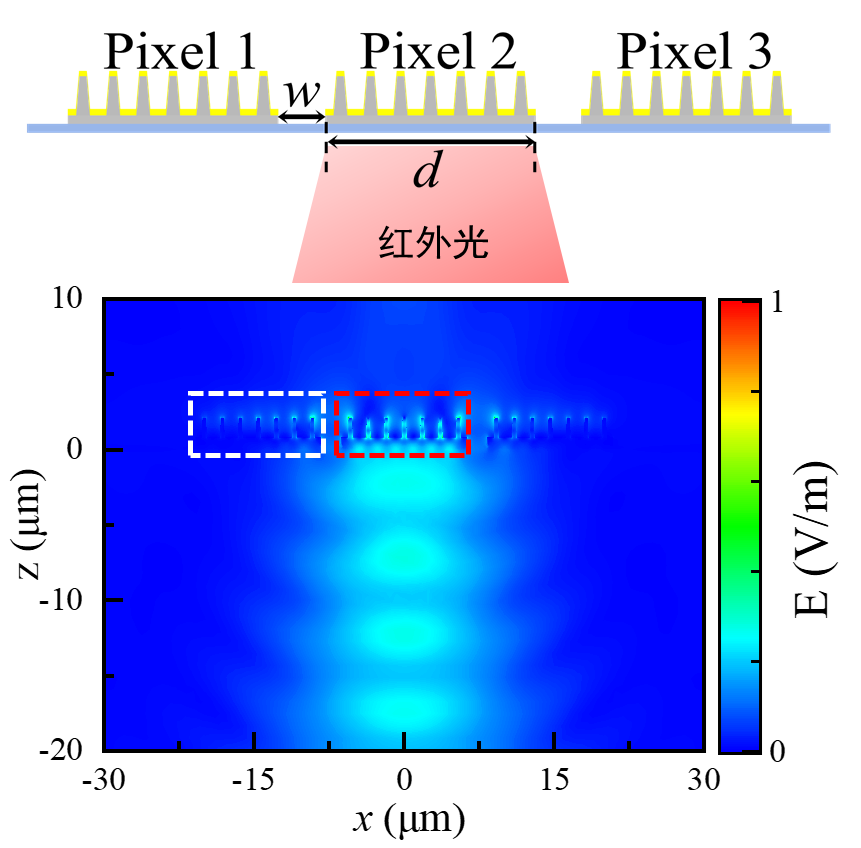 Pixel 1 Pixel 2 Pixel 3
w
d
红外光
10
0
-10
-20
z (μm)
-30 -15 0 15 30
x (μm)
1
0
E (V/m)